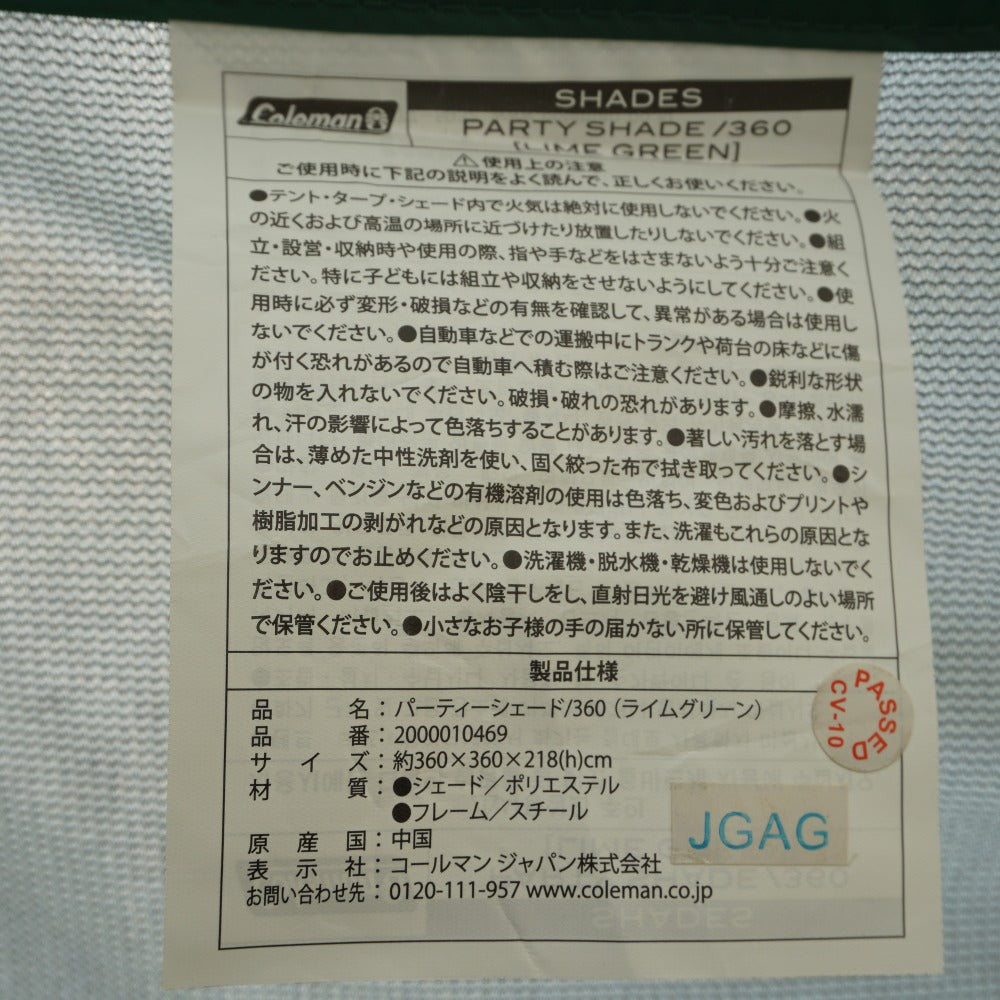 Coleman
SHADES
PARTY SHADE /360
[LIME GREEN]
⚠使用上の注意
ご使用時に下記の説明をよく読んで、正しくお使いください。
●テント・タープ・シェード内で火気は絶対に使用しないでください。●火
の近くおよび高温の場所に近づけたり放置したりしないでください。●組
立・設営・収納時や使用の際、指や手などをはさまないよう十分ご注意く
ださい。特に子どもには組立や収納をさせないようにしてください。●使
用時に必ず変形・破損などの有無を確認して、異常がある場合は使用し
ないでください。●自動車などでの運搬中にトランクや荷台の床などに傷
が付く恐れがあるので自動車へ積む際はご注意ください。●鋭利な形状
の物を入れないでください。破損・破れの恐れがあります。●摩擦、水濡
れ、汗の影響によって色落ちすることがあります。●著しい汚れを落とす場
合は、薄めた中性洗剤を使い、固く絞った布で拭き取ってください。●シ
ンナー、ベンジンなどの有機溶剤の使用は色落ち、変色およびプリントや
樹脂加工の剥がれなどの原因となります。また、洗濯もこれらの原因とな
りますのでお止めください。●洗濯機・脱水機・乾燥機は使用しないでく
ださい。●ご使用後はよく陰干しをし、直射日光を避け風通しのよい場所
で保管ください。●小さなお子様の手の届かない所に保管してください。
製品仕様
品名：パーティーシェード/360（ライムグリーン）
品番：2000010469
サイズ：約360×360×218(h)cm
材質：●シェード／ポリエステル
●フレーム／スチール
原産国：中国
表示社：コールマン ジャパン株式会社
お問い合わせ先：0120-111-957 www.coleman.co.jp
PASSED
CV-10
JGAG